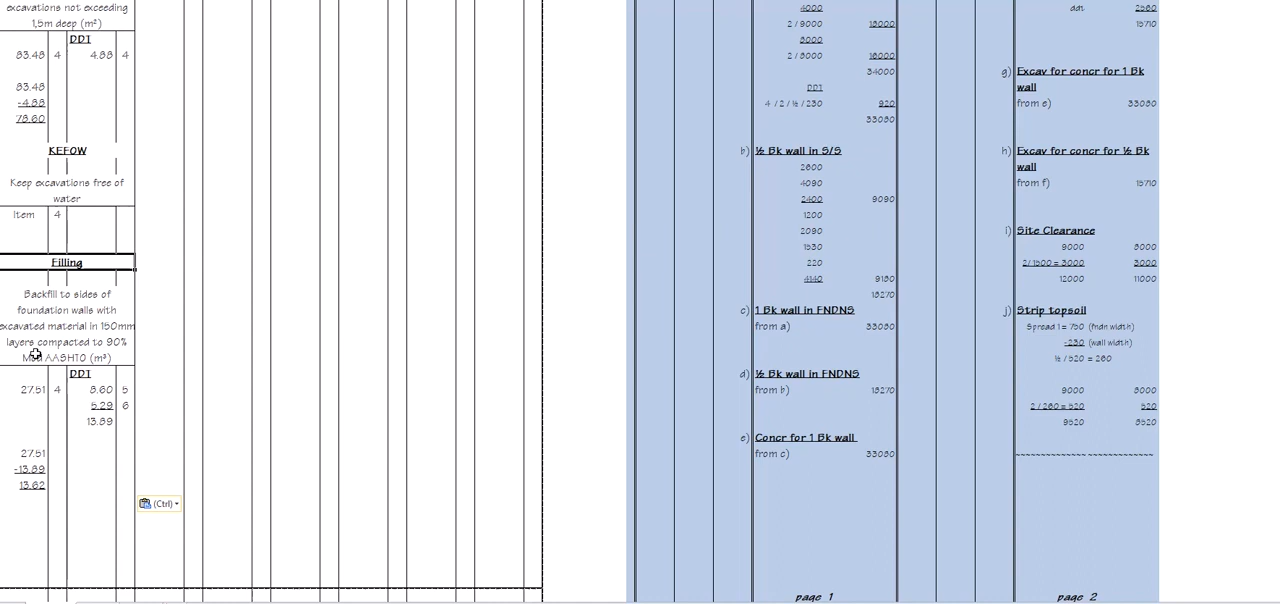 excavations not exceeding
1,5m deep (m²)
DDT
83.48 4 4.88 4
83.48
-4.88
78.60
KEFOW
Keep excavations free of
water
Item 4
Filling
Backfill to sides of
foundation walls with
excavated material in 150mm
layers compacted to 90%
Mod AASHTO (m³)
DDT
27.51 4 8.60 5
5.29 6
13.89
27.51
-13.89
13.62
(Ctrl)
4000
2 / 9000 18000
8000
2 / 8000 16000
34000
DDT
4 / 2 / ½ / 230 920
33080
b) ½ Bk wall in S/S
2800
4090
2400 9090
1200
2090
1530
220
4140 9180
18270
c) 1 Bk wall in FNDNS
from a) 33080
d) ½ Bk wall in FNDNS
from b) 18270
e) Concr for 1 Bk wall
from c) 33080
page 1
ddt 2560
15710
g) Excav for concr for 1 Bk
wall
from e) 33080
h) Excav for concr for ½ Bk
wall
from f) 15710
i) Site Clearance
9000 8000
2/ 1500 = 3000 3000
12000 11000
j) Strip topsoil
Spread 1 = 750 (fndn width)
-230 (wall width)
½ / 520 = 260
9000 8000
2 / 260 = 520 520
9520 8520
~~~~~~~~~~~~~~~~~~~~~~~~~~
page 2